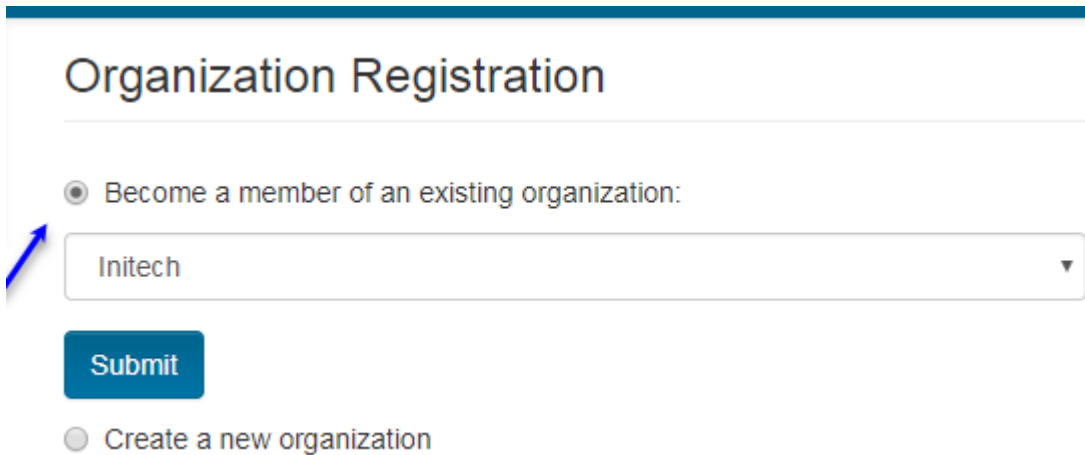 Organization Registration
Become a member of an existing organization:
Initech
Submit
Create a new organization